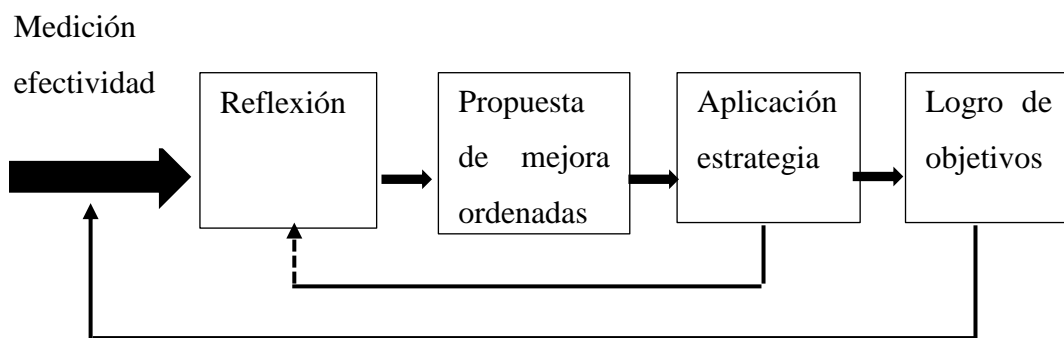 Medición
efectividad
Reflexión
Propuesta
de mejora
ordenadas
Aplicación
estrategia
Logro de
objetivos